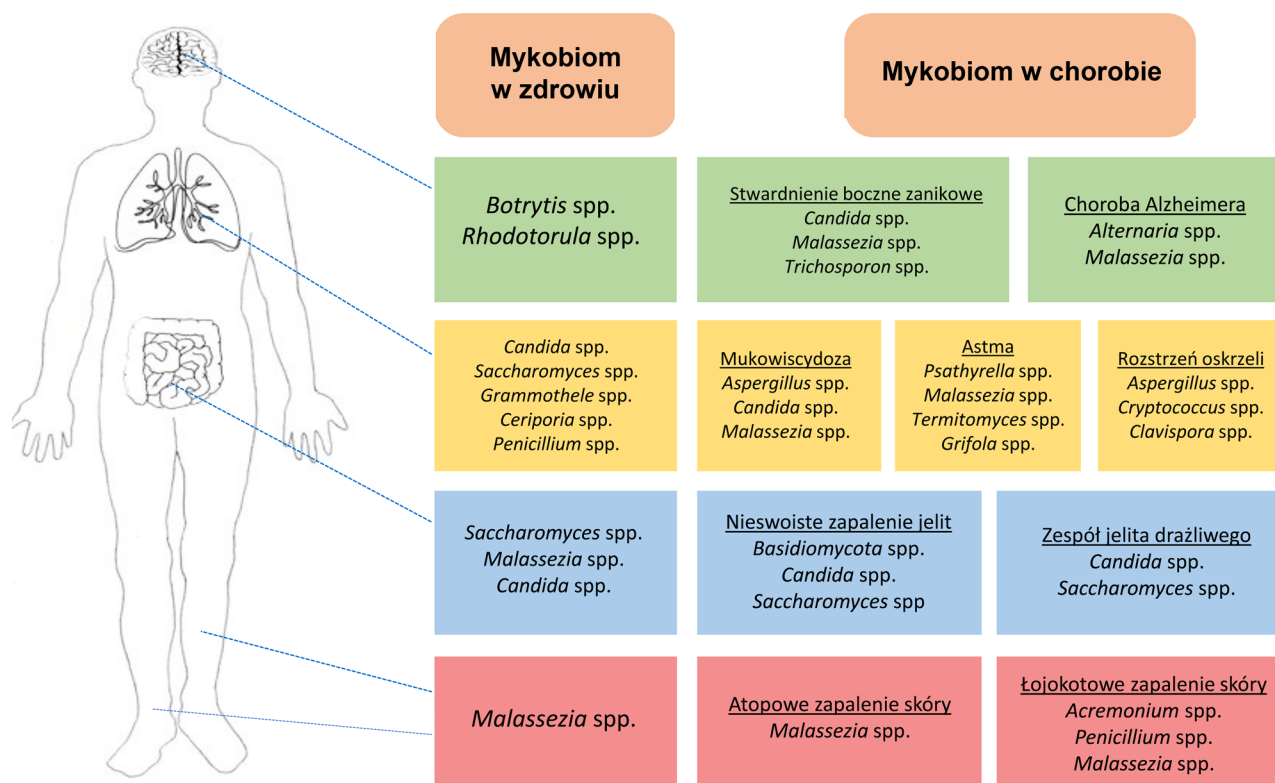 Mykobiom
w zdrowiu
Mykobiom w chorobie
Botrytis spp.
Rhodotorula spp.
Stwardnienie boczne zanikowe
Candida spp.
Malassezia spp.
Trichosporon spp.
Choroba Alzheimera
Alternaria spp.
Malassezia spp.
Candida spp.
Saccharomyces spp.
Grammothele spp.
Ceriporia spp.
Penicillium spp.
Mukowiscydoza
Aspergillus spp.
Candida spp.
Malassezia spp.
Astma
Psathyrella spp.
Malassezia spp.
Termitomyces spp.
Grifola spp.
Rozstrzeń oskrzeli
Aspergillus spp.
Cryptococcus spp.
Clavispora spp.
Saccharomyces spp.
Malassezia spp.
Candida spp.
Nieswoiste zapalenie jelit
Basidiomycota spp.
Candida spp.
Saccharomyces spp
Zespół jelita drażliwego
Candida spp.
Saccharomyces spp.
Malassezia spp.
Atopowe zapalenie skóry
Malassezia spp.
Łojokotowe zapalenie skóry
Acremonium spp.
Penicillium spp.
Malassezia spp.